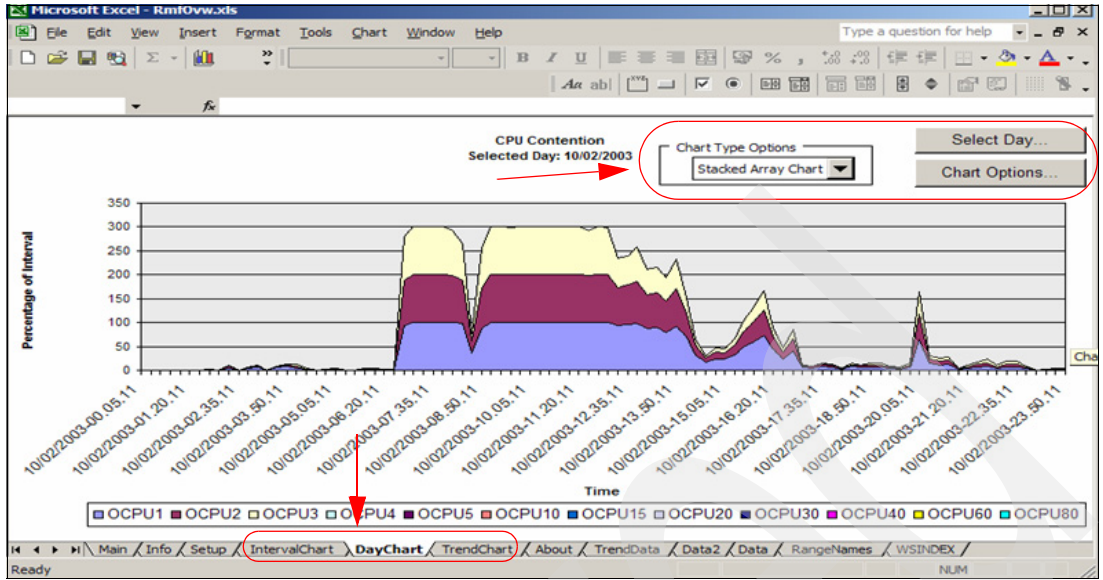 Microsoft Excel - RmfOvw.xls
File Edit View Insert Format Tools Chart Window Help
Type a question for help
CPU Contention
Selected Day: 10/02/2003
Chart Type Options
Stacked Array Chart
Select Day...
Chart Options...
Percentage of Interval
350
300
250
200
150
100
50
0
10/02/2003-00.05.11
10/02/2003-01.20.11
10/02/2003-02.35.11
10/02/2003-03.50.11
10/02/2003-05.05.11
10/02/2003-06.20.11
10/02/2003-07.35.11
10/02/2003-08.50.11
10/02/2003-10.05.11
10/02/2003-11.20.11
10/02/2003-12.35.11
10/02/2003-13.50.11
10/02/2003-15.05.11
10/02/2003-16.20.11
10/02/2003-17.35.11
10/02/2003-18.50.11
10/02/2003-20.05.11
10/02/2003-21.20.11
10/02/2003-22.35.11
10/02/2003-23.50.11
Cha
Time
OCPU1 OCPU2 OCPU3 OCPU4 OCPU5 OCPU10 OCPU15 OCPU20 OCPU30 OCPU40 OCPU60 OCPU80
Main Info Setup IntervalChart DayChart TrendChart About TrendData Data2 Data RangeNames WSINDEX
Ready
NUM